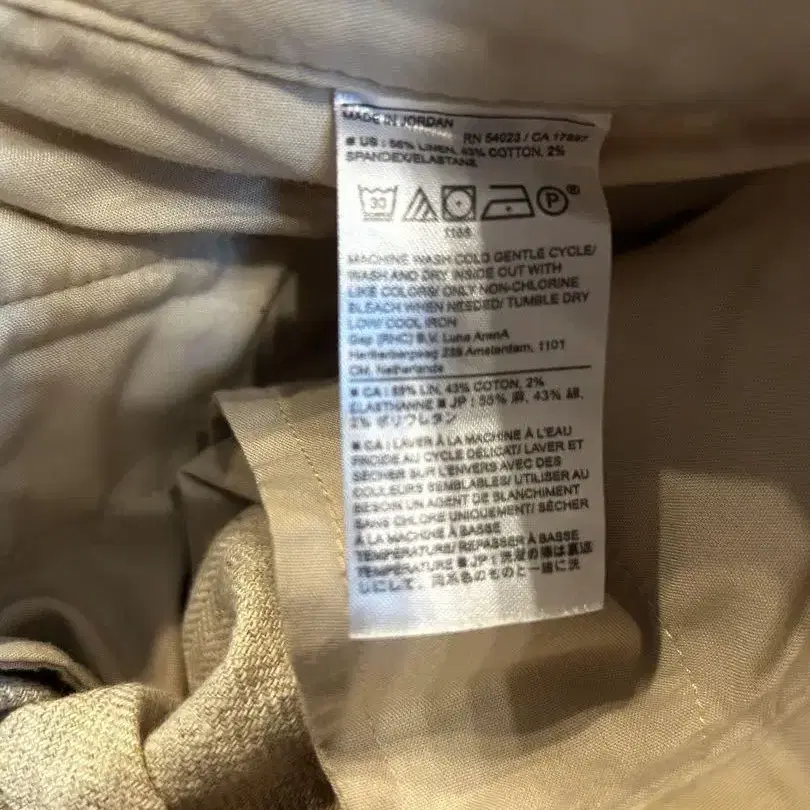 MADE IN JORDAN
RN 54023 / CA 17897
■ US : 55% LINEN, 43% COTTON, 2%
SPANDEX/ELASTANE
30 P ®
1166
MACHINE WASH COLD GENTLE CYCLE/
WASH AND DRY INSIDE OUT WITH
LIKE COLORS/ ONLY NON-CHLORINE
BLEACH WHEN NEEDED/ TUMBLE DRY
LOW/ COOL IRON
Gap (RHC) B.V. Luna ArenA
Herikerbergweg 238 Amsterdam, 1101
CM, Netherlands
■ CA : 55% LIN, 43% COTON, 2%
ELASTHANNE ■ JP : 55% 麻, 43% 綿,
2% ポリウレタン
■ CA : LAVER À LA MACHINE À L'EAU
FROIDE AU CYCLE DÉLICAT/ LAVER ET
SÉCHER SUR L'ENVERS AVEC DES
COULEURS SEMBLABLES/ UTILISER AU
BESOIN UN AGENT DE BLANCHIMENT
SANS CHLORE UNIQUEMENT/ SÉCHER
À LA MACHINE À BASSE
TEMPÉRATURE/ REPASSER À BASSE
TEMPÉRATURE ■ JP : 洗濯の際は裏返
しにして、同系色のものと一緒に洗